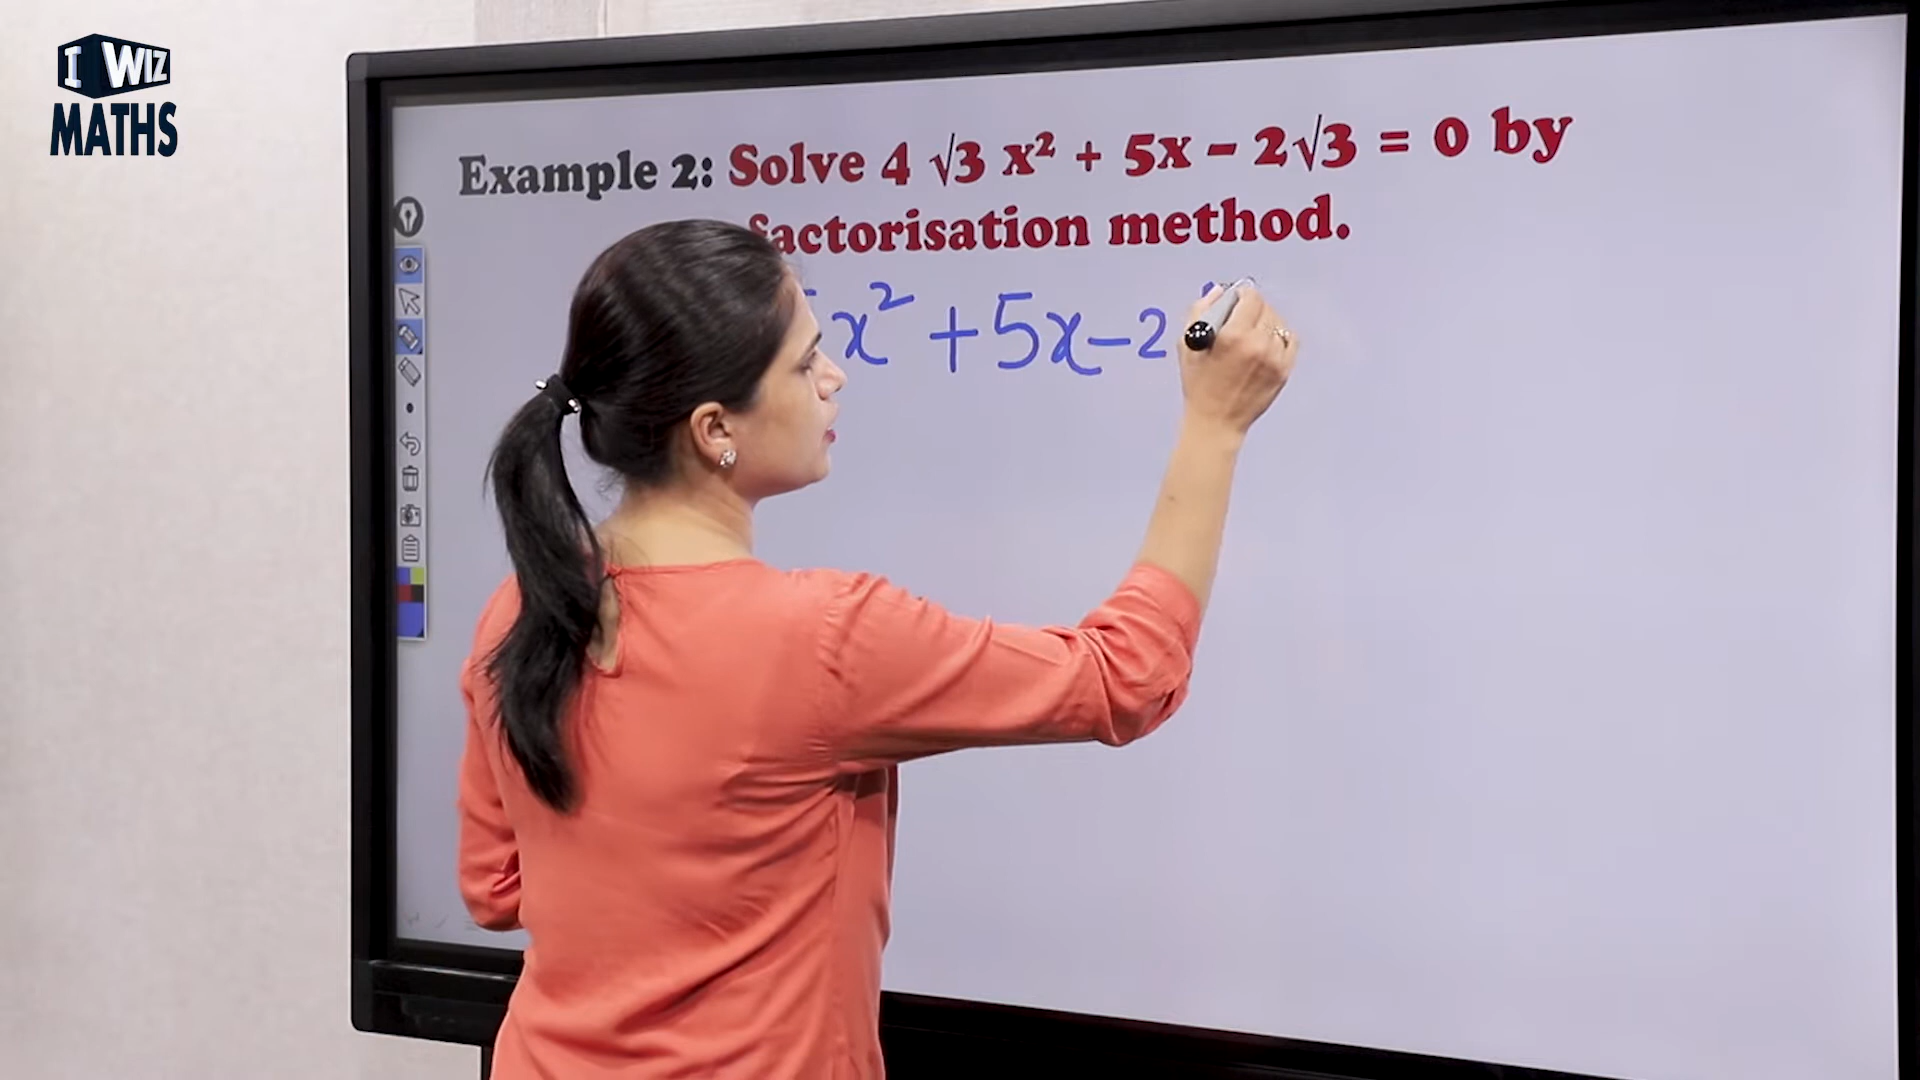 I WIZ
MATHS
Example 2: Solve 4 √3 x² + 5x – 2√3 = 0 by
factorisation method.
x² + 5x - 2